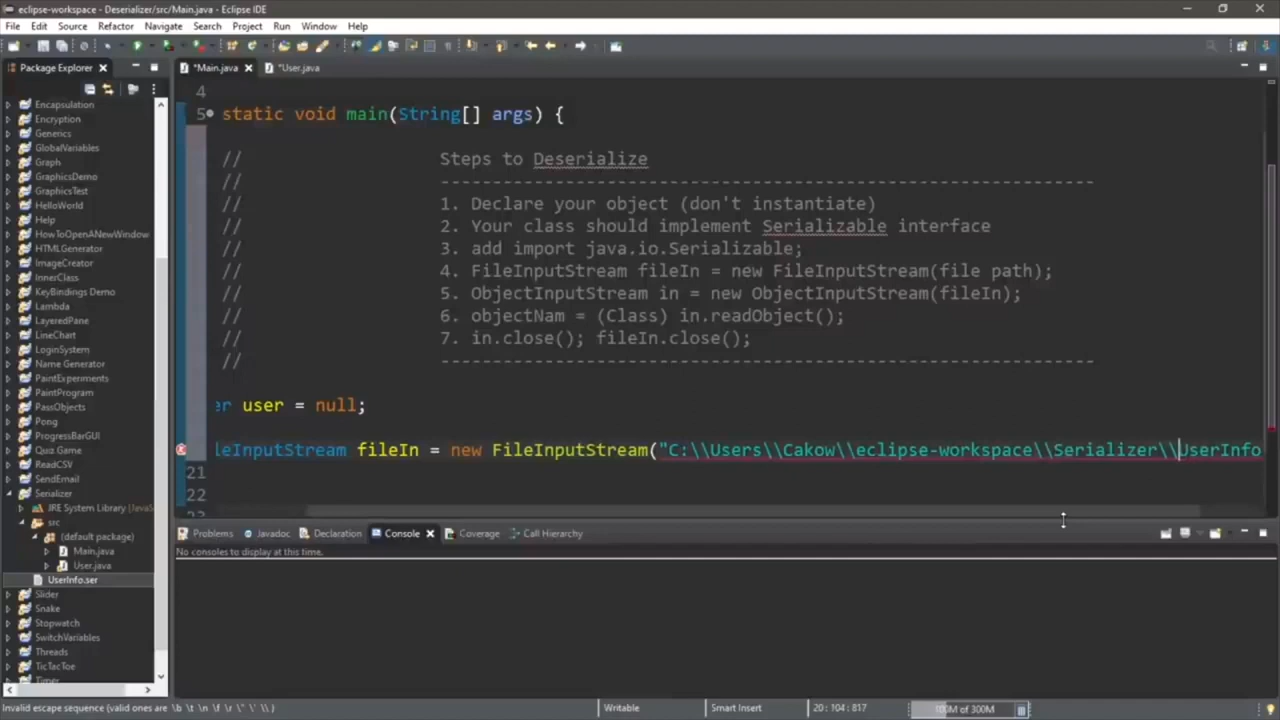 eclipse-workspace - Deserializer/src/Main.java - Eclipse IDE
File Edit Source Refactor Navigate Search Project Run Window Help
Package Explorer
*Main.java
*User.java
Encapsulation
Encryption
Generics
GlobalVariables
Graph
GraphicsDemo
GraphicsTest
HelloWorld
Help
HowToOpenANewWindow
HTMLGenerator
ImageCreator
InnerClass
KeyBindings Demo
Lambda
LayeredPane
LineChart
LoginSystem
Name Generator
PaintExperiments
PaintProgram
PassObjects
Pong
ProgressBarGUI
Quiz Game
ReadCSV
SendEmail
Serializer
JRE System Library [JavaS
src
(default package)
Main.java
User.java
UserInfo.ser
Slider
Snake
Stopwatch
SwitchVariables
Threads
TicTacToe
Timer
4
5 static void main(String[] args) {
// Steps to Deserialize
// ---------------------------------------------------------------
// 1. Declare your object (don't instantiate)
// 2. Your class should implement Serializable interface
// 3. add import java.io.Serializable;
// 4. FileInputStream fileIn = new FileInputStream(file path);
// 5. ObjectInputStream in = new ObjectInputStream(fileIn);
// 6. objectNam = (Class) in.readObject();
// 7. in.close(); fileIn.close();
// ---------------------------------------------------------------
er user = null;
leInputStream fileIn = new FileInputStream("C:\\Users\\Cakow\\eclipse-workspace\\Serializer\\UserInfo
21
22
23
Problems Javadoc Declaration Console Coverage Call Hierarchy
No consoles to display at this time.
Invalid escape sequence (valid ones are \b \t \n \f \r \" \' \\ )
Writable
Smart Insert
20 : 104 : 817
100M of 300M